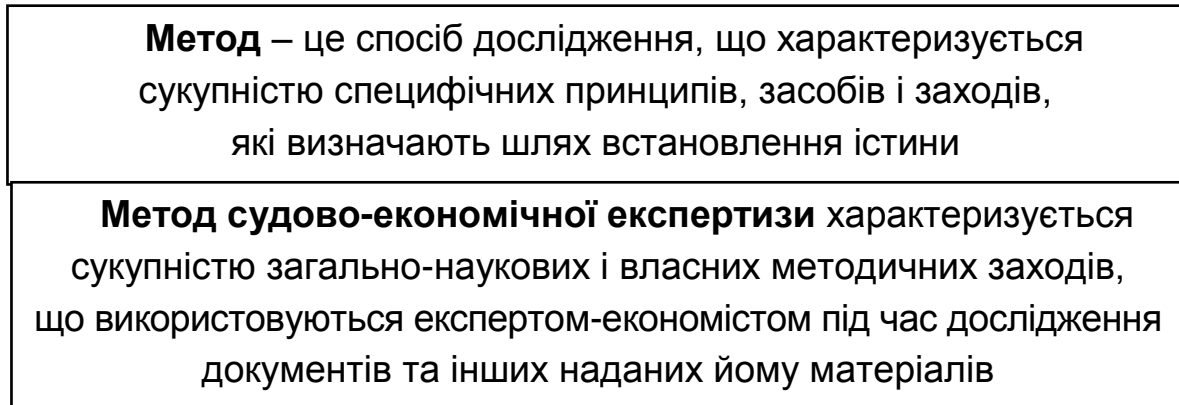 Метод – це спосіб дослідження, що характеризується
сукупністю специфічних принципів, засобів і заходів,
які визначають шлях встановлення істини
Метод судово-економічної експертизи характеризується
сукупністю загально-наукових і власних методичних заходів,
що використовуються експертом-економістом під час дослідження
документів та інших наданих йому матеріалів